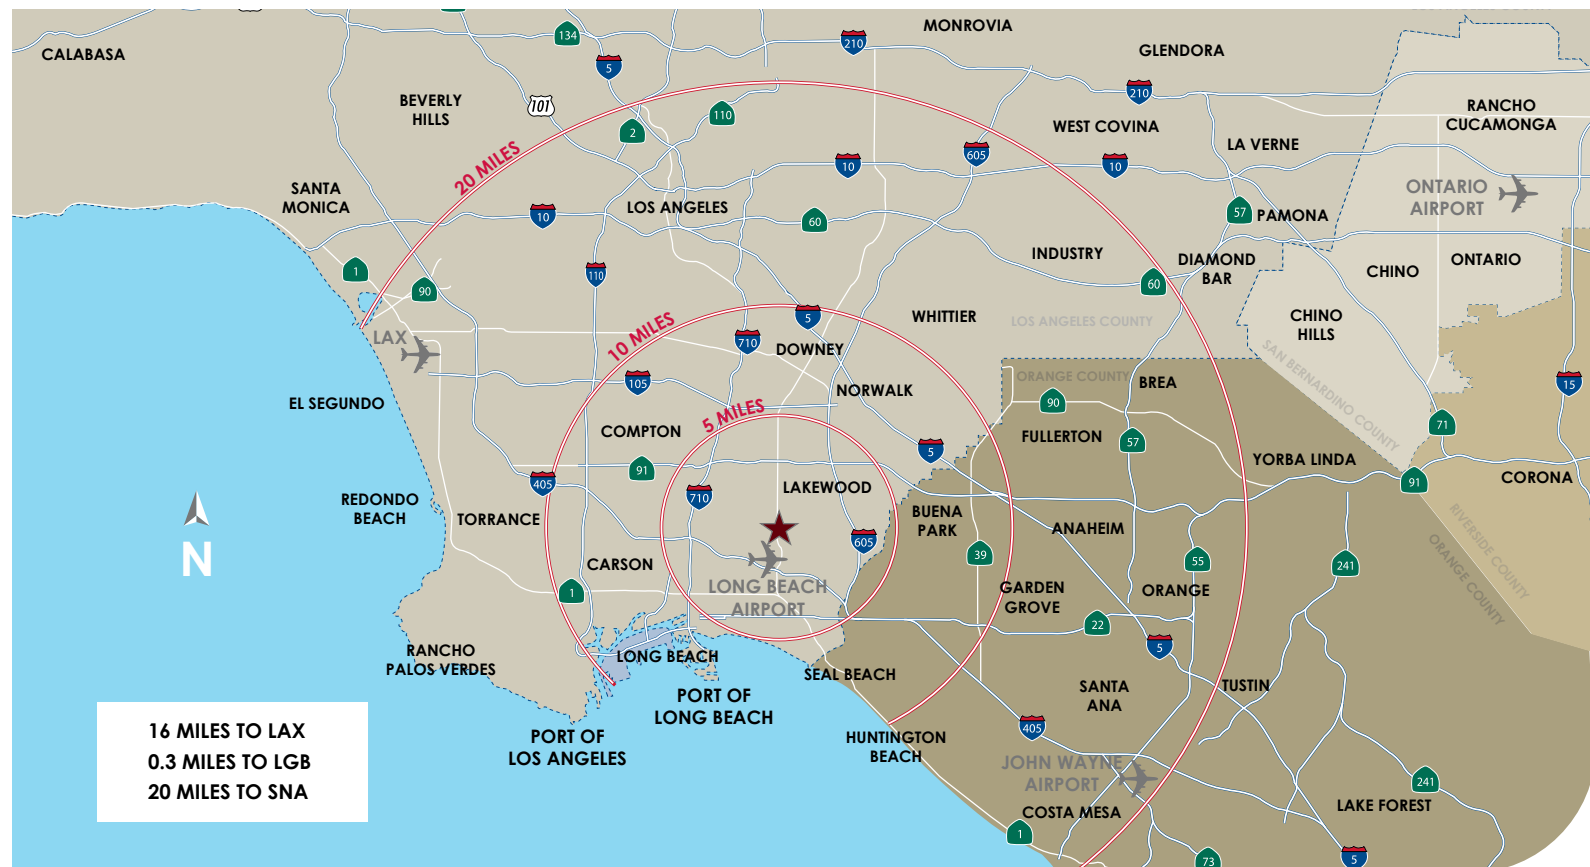 MONROVIA
134
210
CALABASA
GLENDORA
5
210
BEVERLY
HILLS
101
RANCHO
CUCAMONGA
110
2
WEST COVINA
20 MILES
605
LA VERNE
10
10
SANTA
MONICA
ONTARIO
AIRPORT
LOS ANGELES
10
60
57
PAMONA
INDUSTRY
DIAMOND
BAR
ONTARIO
CHINO
1
110
90
60
5
WHITTIER
LOS ANGELES COUNTY
CHINO
HILLS
10 MILES
LAX
710
DOWNEY
SAN BERNARDINO COUNTY
ORANGE COUNTY
BREA
105
15
NORWALK
EL SEGUNDO
90
5 MILES
COMPTON
FULLERTON
57
71
5
91
YORBA LINDA
CORONA
405
710
LAKEWOOD
91
REDONDO
BEACH
TORRANCE
BUENA
PARK
ANAHEIM
RIVERSIDE COUNTY
ORANGE COUNTY
N
605
39
55
241
CARSON
LONG BEACH
AIRPORT
1
GARDEN
GROVE
ORANGE
22
5
RANCHO
PALOS VERDES
LONG BEACH
SEAL BEACH
PORT OF
LONG BEACH
SANTA
ANA
TUSTIN
16 MILES TO LAX
0.3 MILES TO LGB
20 MILES TO SNA
PORT OF
LOS ANGELES
HUNTINGTON
BEACH
405
JOHN WAYNE
AIRPORT
241
COSTA MESA
LAKE FOREST
1
73
5